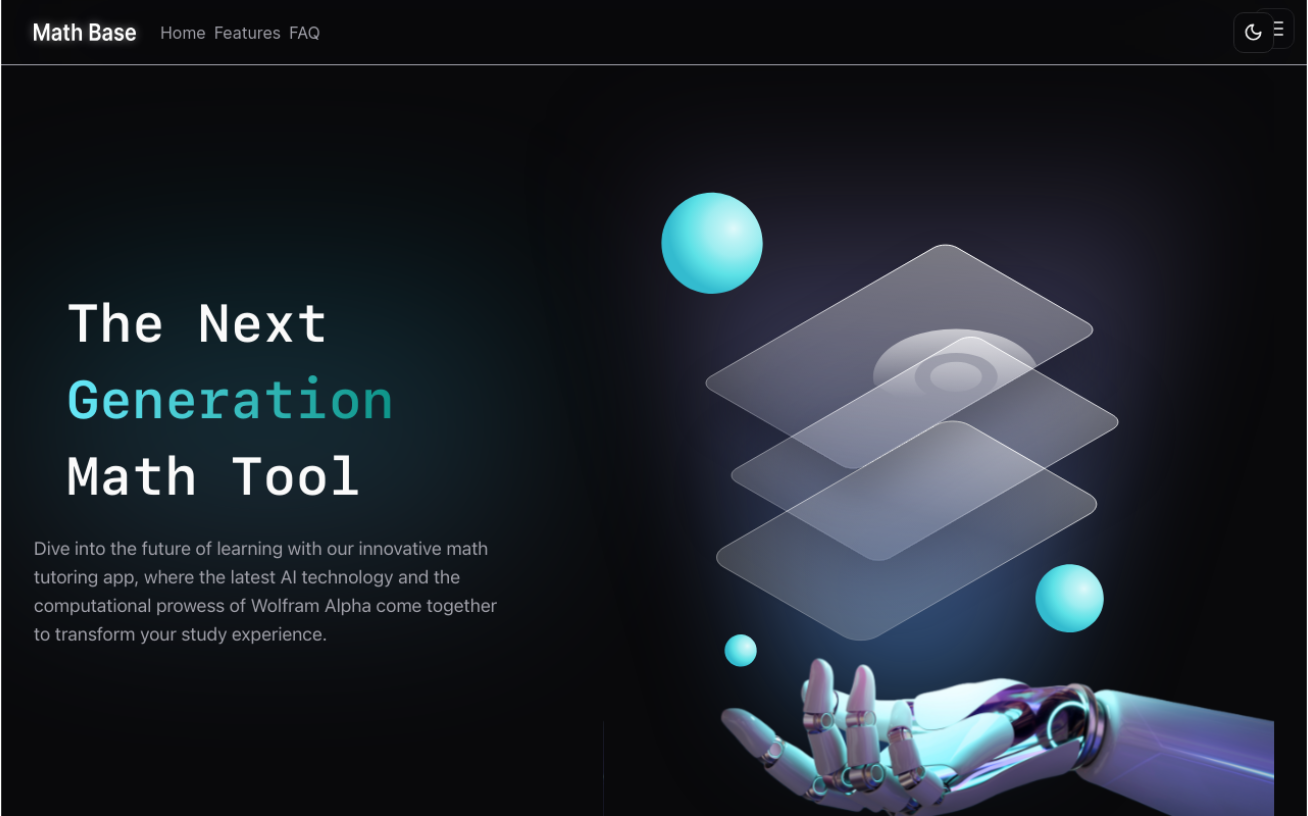 Math Base Home Features FAQ
The Next
Generation
Math Tool
Dive into the future of learning with our innovative math
tutoring app, where the latest AI technology and the
computational prowess of Wolfram Alpha come together
to transform your study experience.